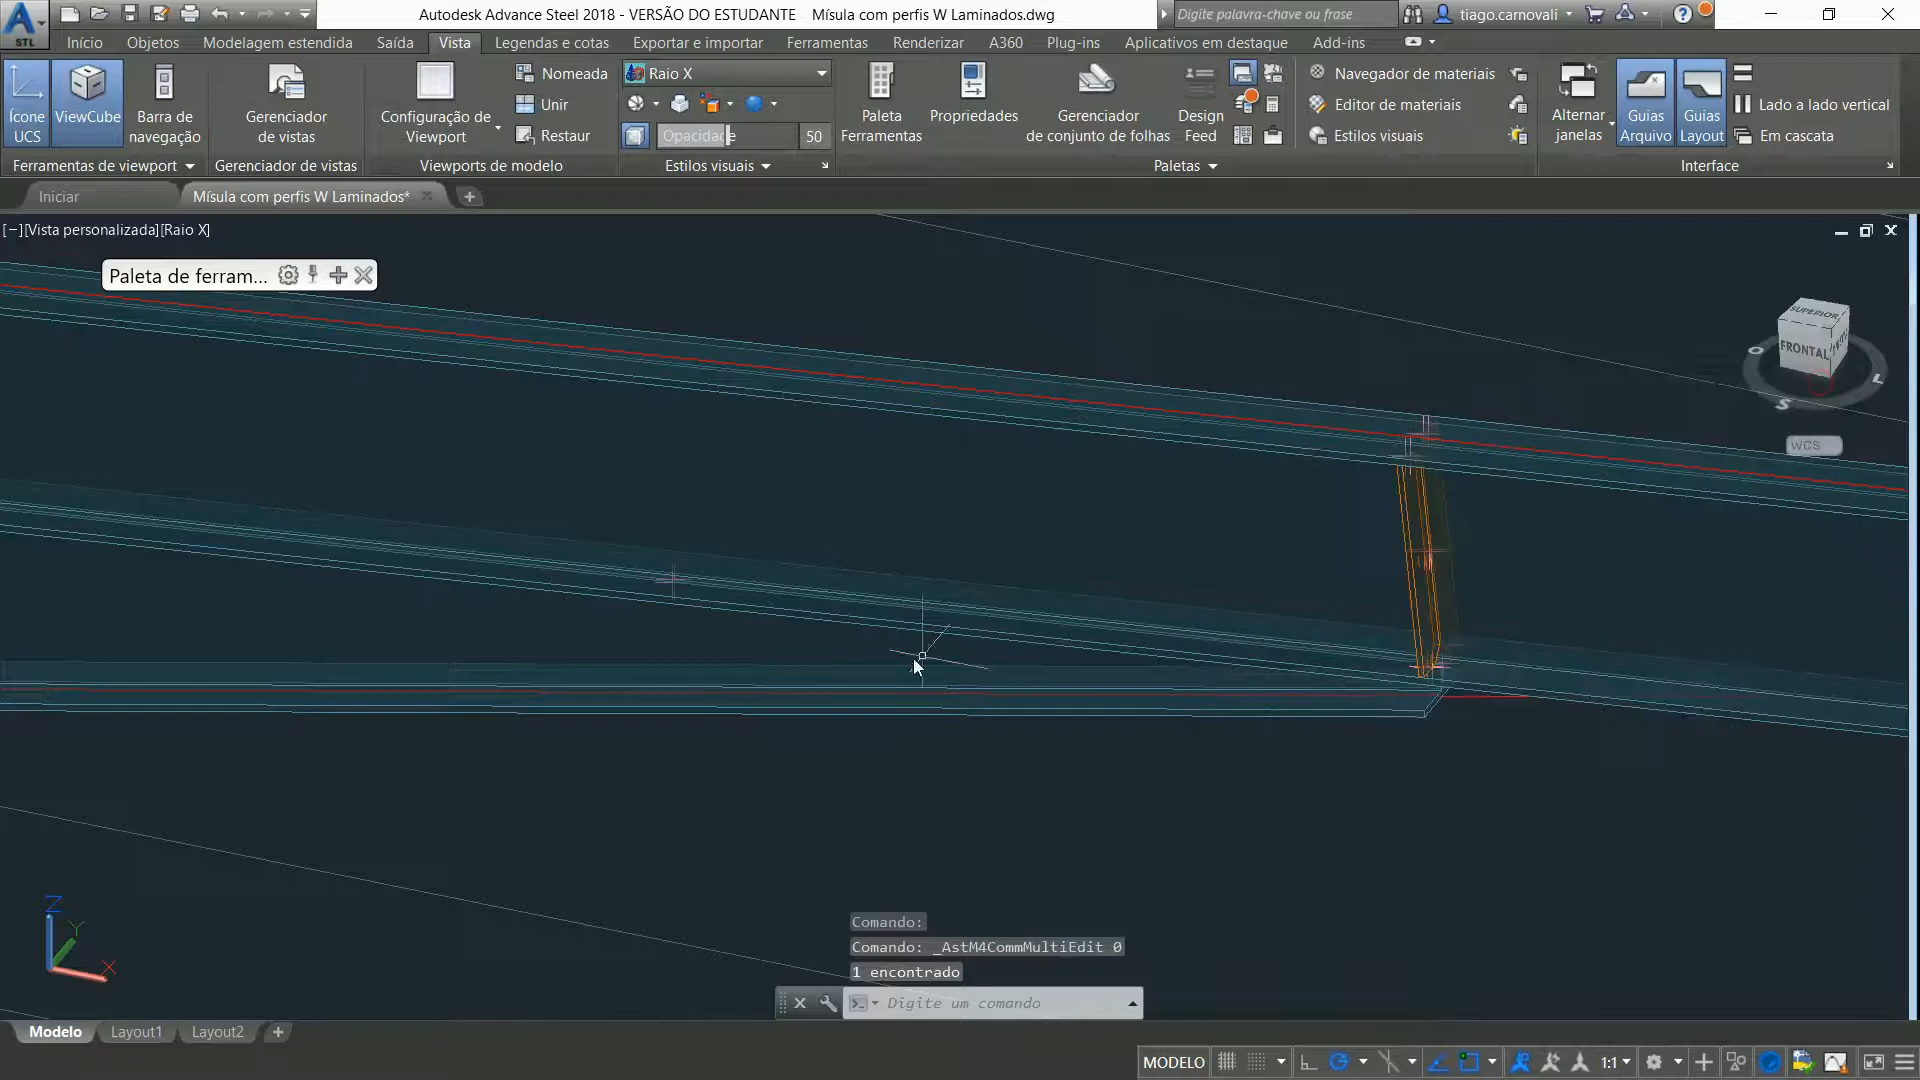 Autodesk Advance Steel 2018 - VERSÃO DO ESTUDANTE Mísula com perfis W Laminados.dwg
Digite palavra-chave ou frase
tiago.carnovali
STL
Início Objetos Modelagem estendida Saída Vista Legendas e cotas Exportar e importar Ferramentas Renderizar A360 Plug-ins Aplicativos em destaque Add-ins
Ícone UCS
ViewCube
Barra de navegação
Gerenciador de vistas
Configuração de Viewport
Nomeada
Unir
Restaur
Raio X
Opacidade 50
Paleta Ferramentas
Propriedades
Gerenciador de conjunto de folhas
Design Feed
Navegador de materiais
Editor de materiais
Estilos visuais
Alternar janelas
Guias Arquivo
Guias Layout
Lado a lado vertical
Em cascata
Ferramentas de viewport Gerenciador de vistas Viewports de modelo Estilos visuais Paletas Interface
Iniciar Mísula com perfis W Laminados*
[−][Vista personalizada][Raio X]
Paleta de ferram...
SUPERIOR
FRONTAL
O
L
S
WCS
Z
Y
X
Comando:
Comando: _AstM4CommMultiEdit 0
1 encontrado
Digite um comando
Modelo Layout1 Layout2
MODELO 1:1